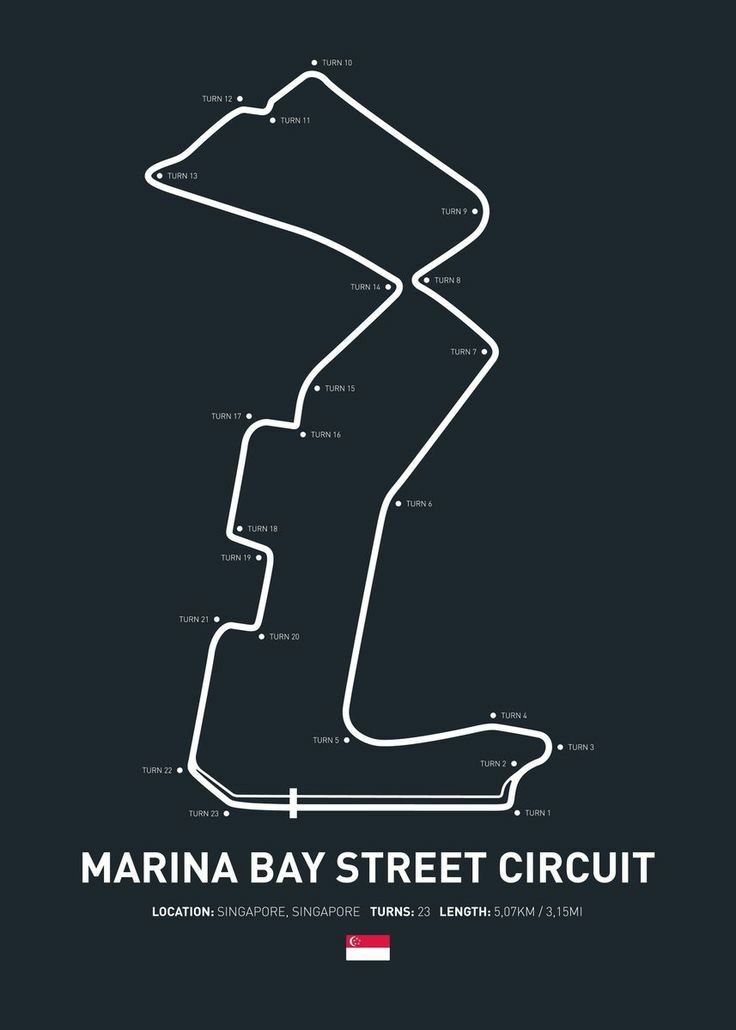 TURN 10
TURN 12
TURN 11
TURN 13
TURN 9
TURN 8
TURN 14
TURN 7
TURN 15
TURN 17
TURN 16
TURN 6
TURN 18
TURN 19
TURN 21
TURN 20
TURN 4
TURN 5
TURN 3
TURN 2
TURN 22
TURN 23
TURN 1
MARINA BAY STREET CIRCUIT
LOCATION: SINGAPORE, SINGAPORE TURNS: 23 LENGTH: 5,07KM / 3,15MI